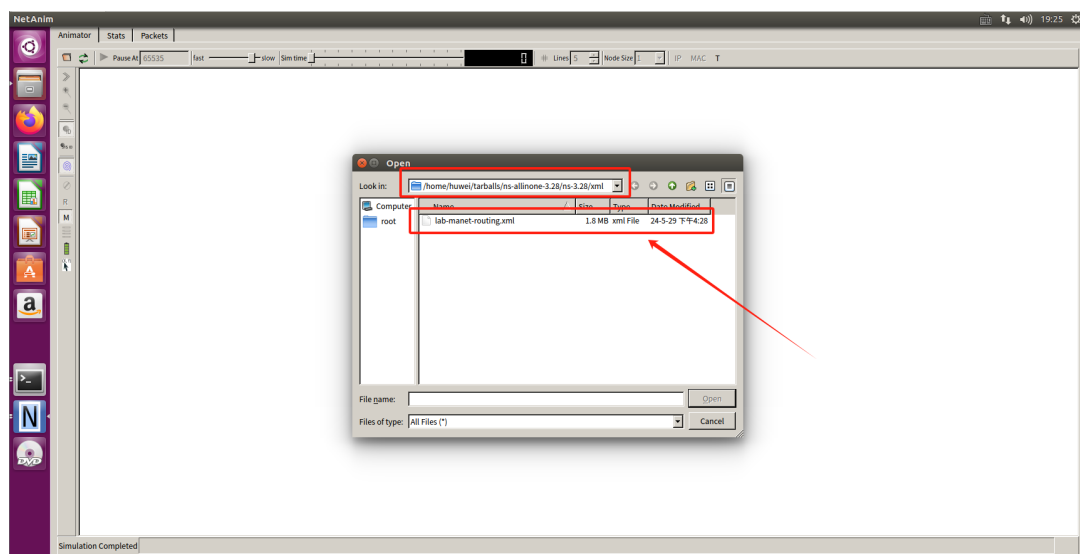 NetAnim 19:25
Animator Stats Packets
Pause At 65535 fast slow Sim time 0 Lines 5 Node Size 1 IP MAC T
R
M
Open
Look in: /home/huwei/tarballs/ns-allinone-3.28/ns-3.28/xml
Computer Name Size Type Date Modified
root lab-manet-routing.xml 1.8 MB xml File 24-5-29 下午4:28
File name: Open
Files of type: All Files (*) Cancel
Simulation Completed